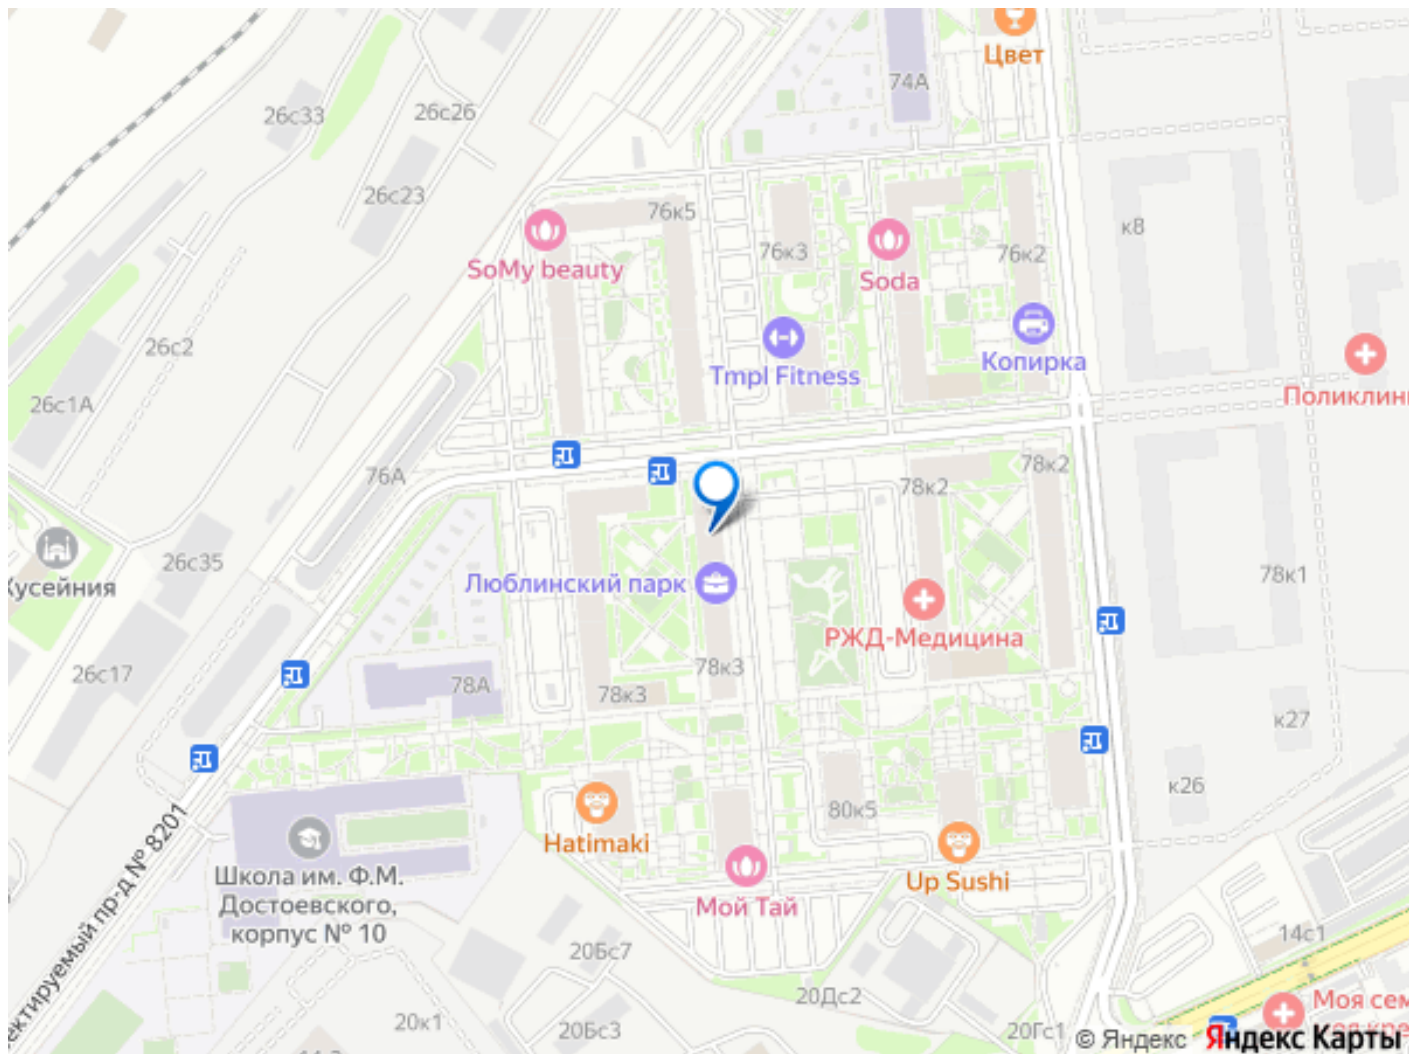 Цвет
74А
26с33
26с26
26с23
76к5
к8
76к3
76к2
SoMy beauty
Soda
26с2
Копирка
Tmpl Fitness
26с1А
Поликлин
76А
78к2
78к2
26с35
78к1
Люблинский парк
усейния
РЖД-Медицина
26с17
78к3
78А
78к3
к27
к26
80к5
Hatimaki
Up Sushi
Школа им. Ф.М.
Достоевского,
корпус № 10
Мой Тай
ектируемый пр-д № 8201
14с1
20Бс7
20Дс2
Моя сем
20к1
20Бс3
20Гс1
© Яндекс Яндекс Карты